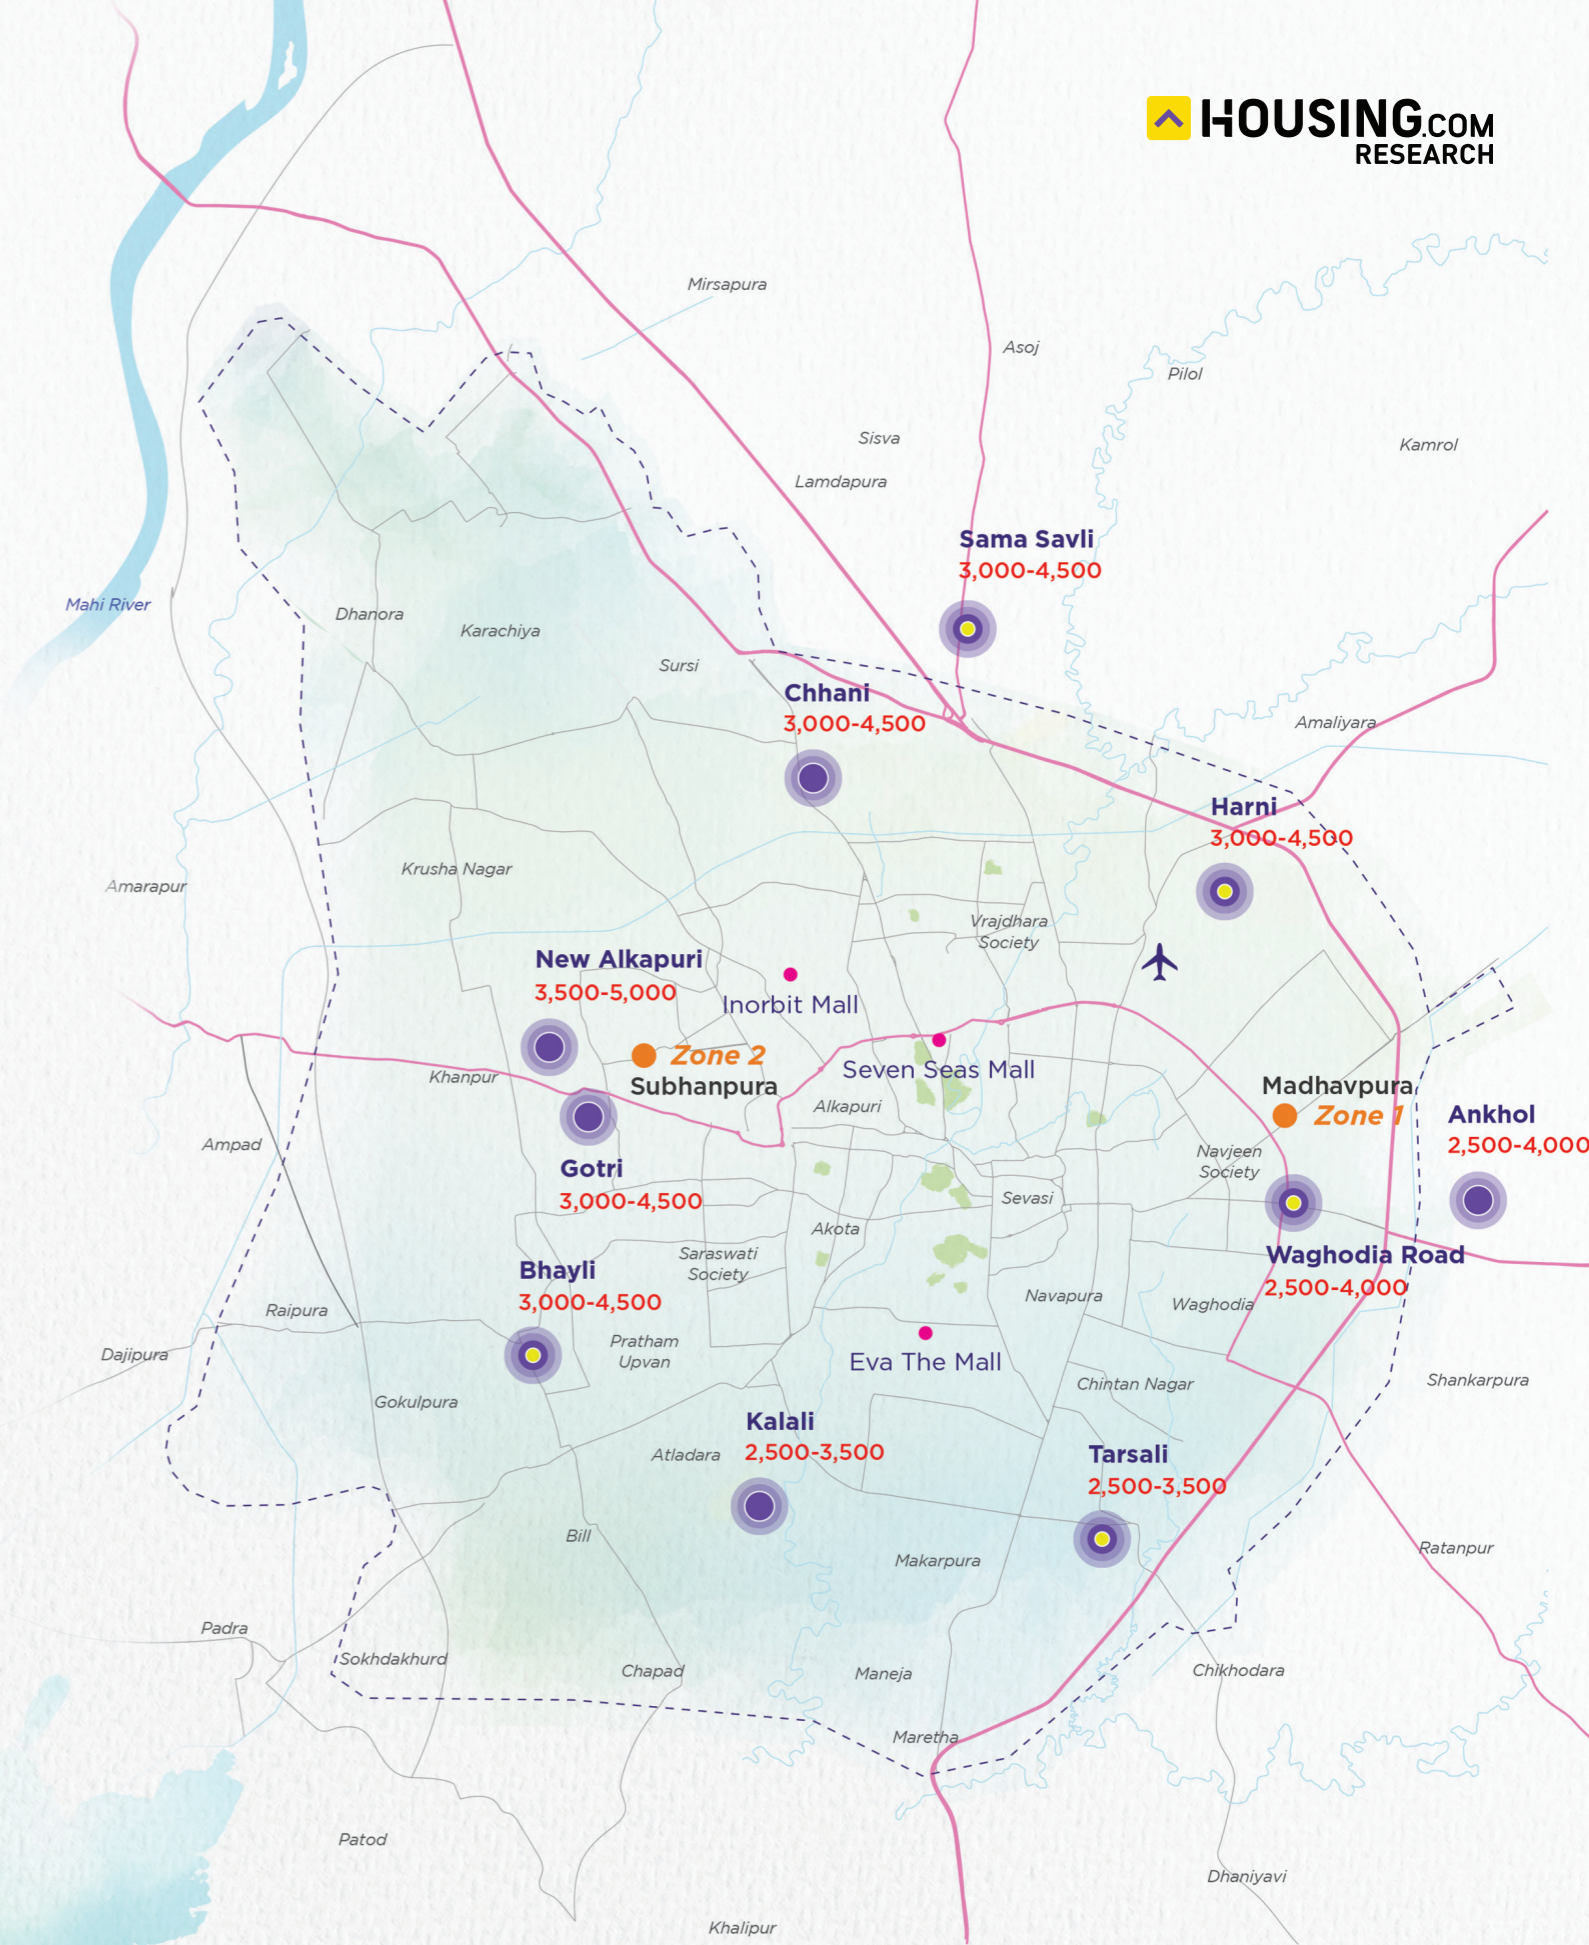 HOUSING.COM
RESEARCH
Mirsapura
Asoj
Pilol
Sisva
Kamrol
Lamdapura
Sama Savli
3,000-4,500
Mahi River
Dhanora
Karachiya
Sursi
Chhani
3,000-4,500
Amaliyara
Harni
3,000-4,500
Krusha Nagar
Amarapur
Vrajdhara
Society
New Alkapuri
3,500-5,000
Inorbit Mall
Zone 2
Subhanpura
Seven Seas Mall
Khanpur
Madhavpura
Zone 1
Alkapuri
Ankhol
2,500-4,000
Ampad
Navjeen
Society
Gotri
3,000-4,500
Sevasi
Akota
Saraswati
Society
Waghodia Road
2,500-4,000
Bhayli
3,000-4,500
Navapura
Waghodia
Raipura
Pratham
Upvan
Dajipura
Eva The Mall
Shankarpura
Chintan Nagar
Gokulpura
Kalali
2,500-3,500
Atladara
Tarsali
2,500-3,500
Bill
Ratanpur
Makarpura
Padra
Sokhdakhurd
Chapad
Maneja
Chikhodara
Maretha
Patod
Dhaniyavi
Khalipur